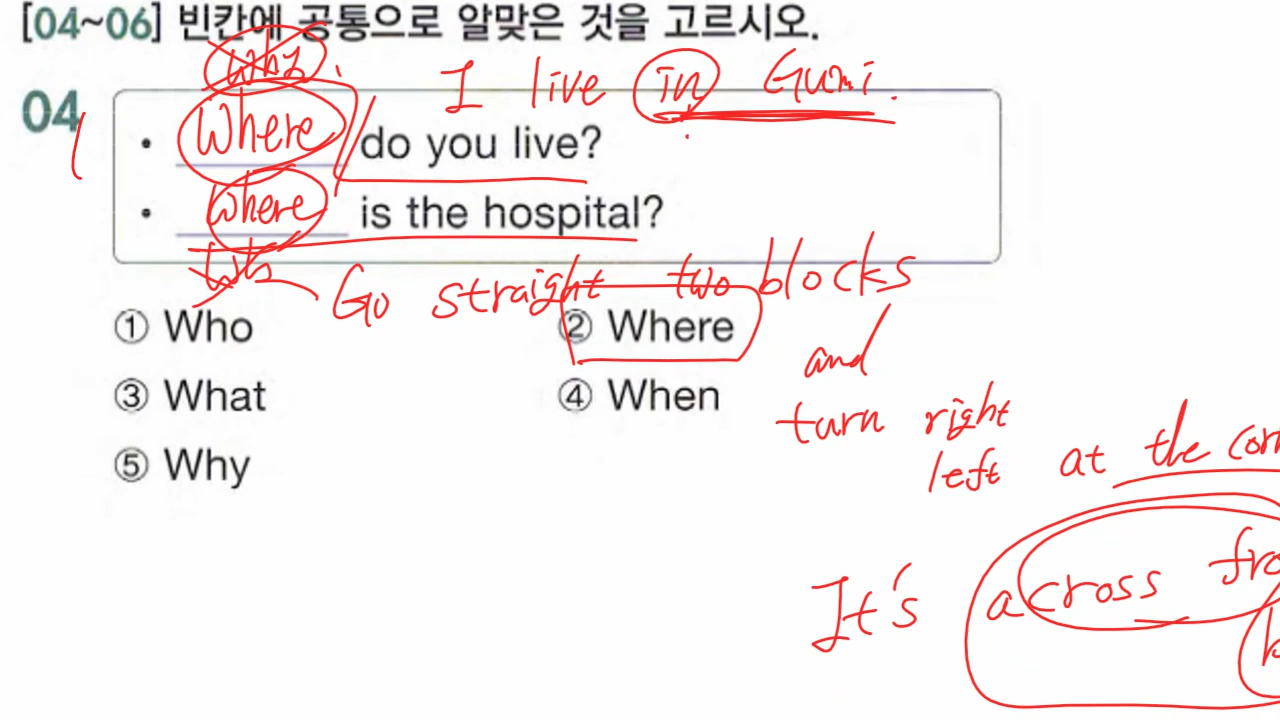 [04~06] 빈칸에 공통으로 알맞은 것을 고르시오.
Why
I live in Gumi.
04
• Where do you live?
• Where is the hospital?
Go straight two blocks
① Who ② Where
and
③ What ④ When
turn right
left at the corn
⑤ Why
It's across fro